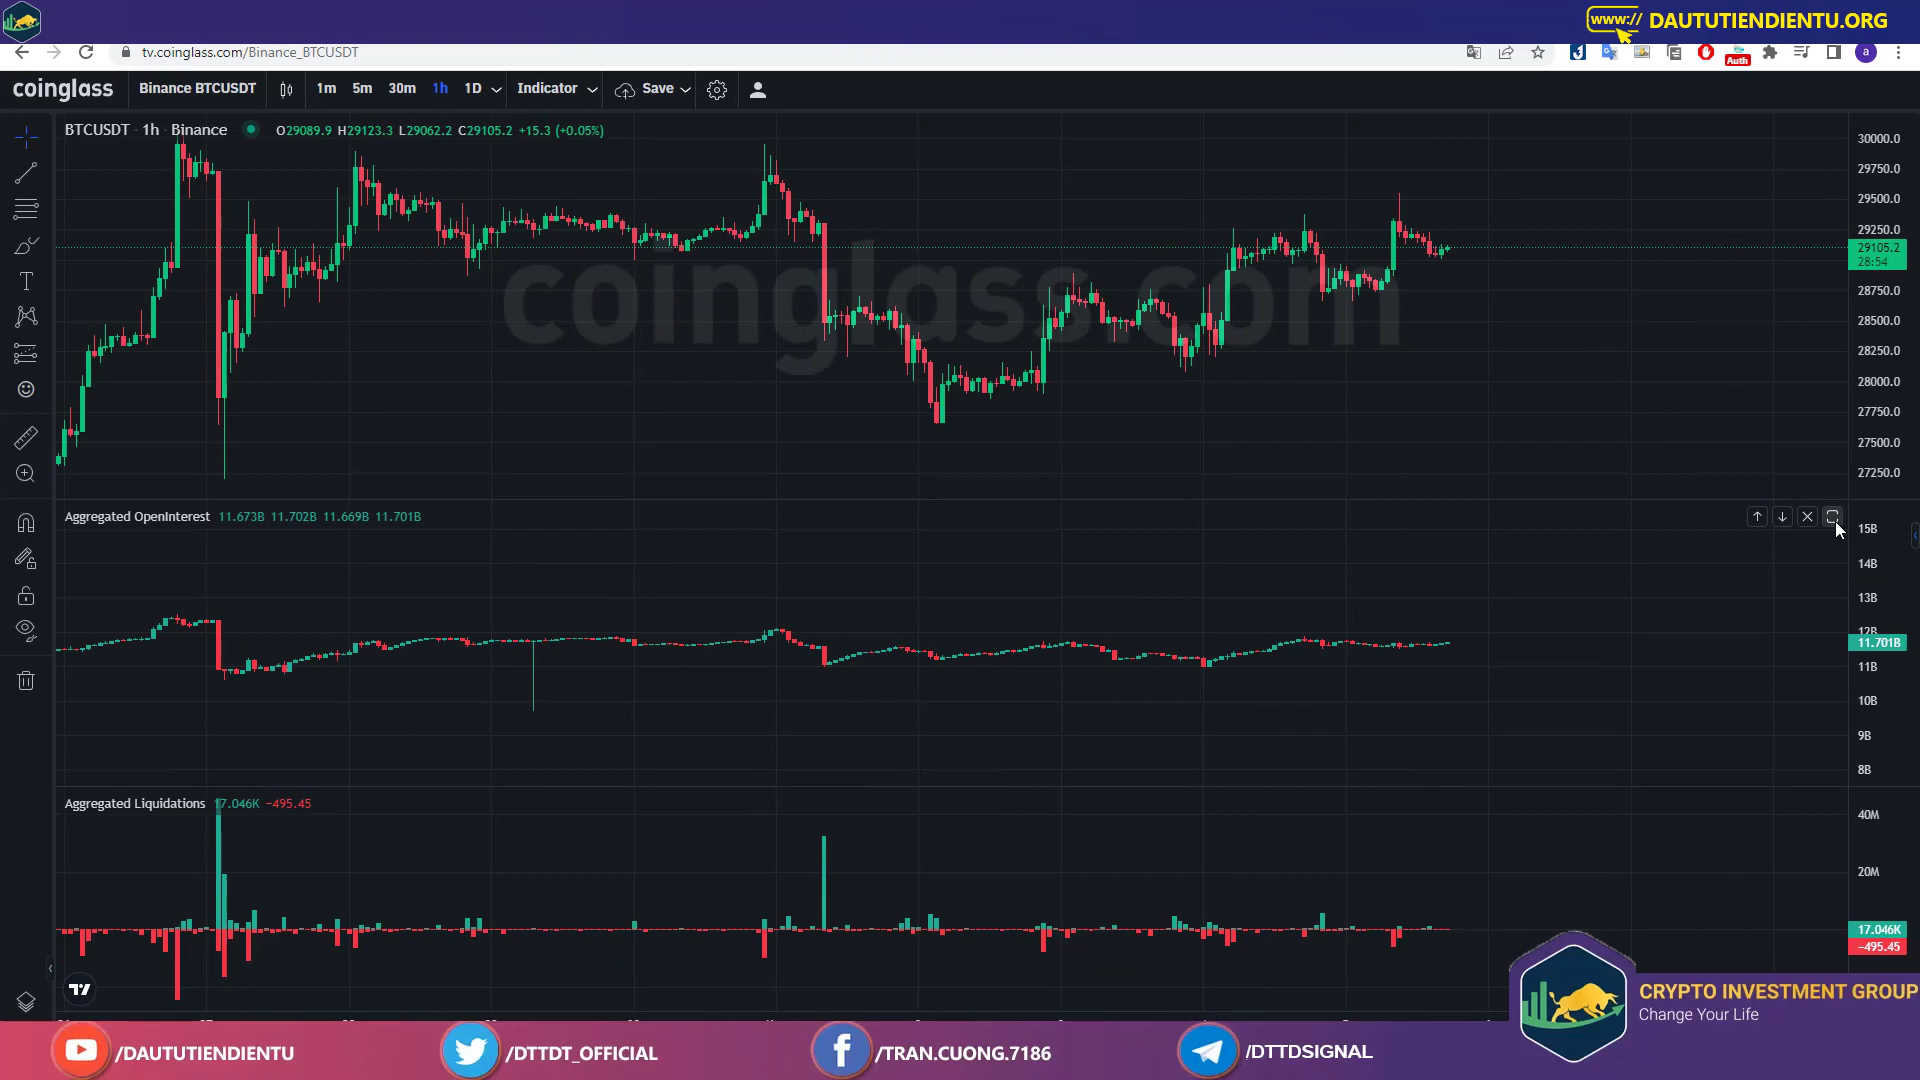 www:// DAUTUTIENDIENTU.ORG
tv.coinglass.com/Binance_BTCUSDT
a
Auth
coinglass Binance BTCUSDT 1m 5m 30m 1h 1D Indicator Save
BTCUSDT · 1h · Binance O29089.9 H29123.3 L29062.2 C29105.2 +15.3 (+0.05%)
30000.0
29750.0
29500.0
29250.0
29105.2
28:54
28750.0
28500.0
28250.0
28000.0
27750.0
27500.0
27250.0
coinglass.com
T
Aggregated OpenInterest 11.673B 11.702B 11.669B 11.701B
15B
14B
13B
12B
11.701B
11B
10B
9B
8B
Aggregated Liquidations 17.046K −495.45
40M
20M
17.046K
−495.45
CRYPTO INVESTMENT GROUP
Change Your Life
/DAUTUTIENDIENTU
/DTTDT_OFFICIAL
/TRAN.CUONG.7186
/DTTDSIGNAL